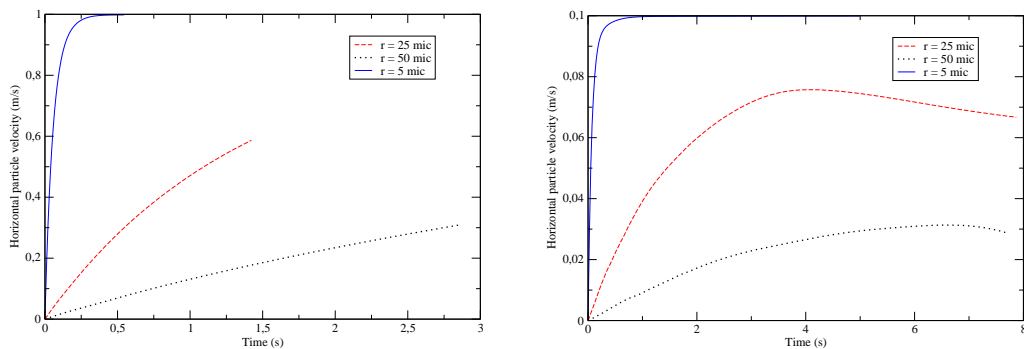 1
0,8
0,6
0,4
0,2
0
Horizontal particle velocity (m/s)
r = 25 mic
r = 50 mic
r = 5 mic
0
0,5
1
1,5
2
2,5
3
Time (s)
0,1
0,08
0,06
0,04
0,02
0
Horizontal particle velocity (m/s)
r = 25 mic
r = 50 mic
r = 5 mic
0
2
4
6
8
Time (s)